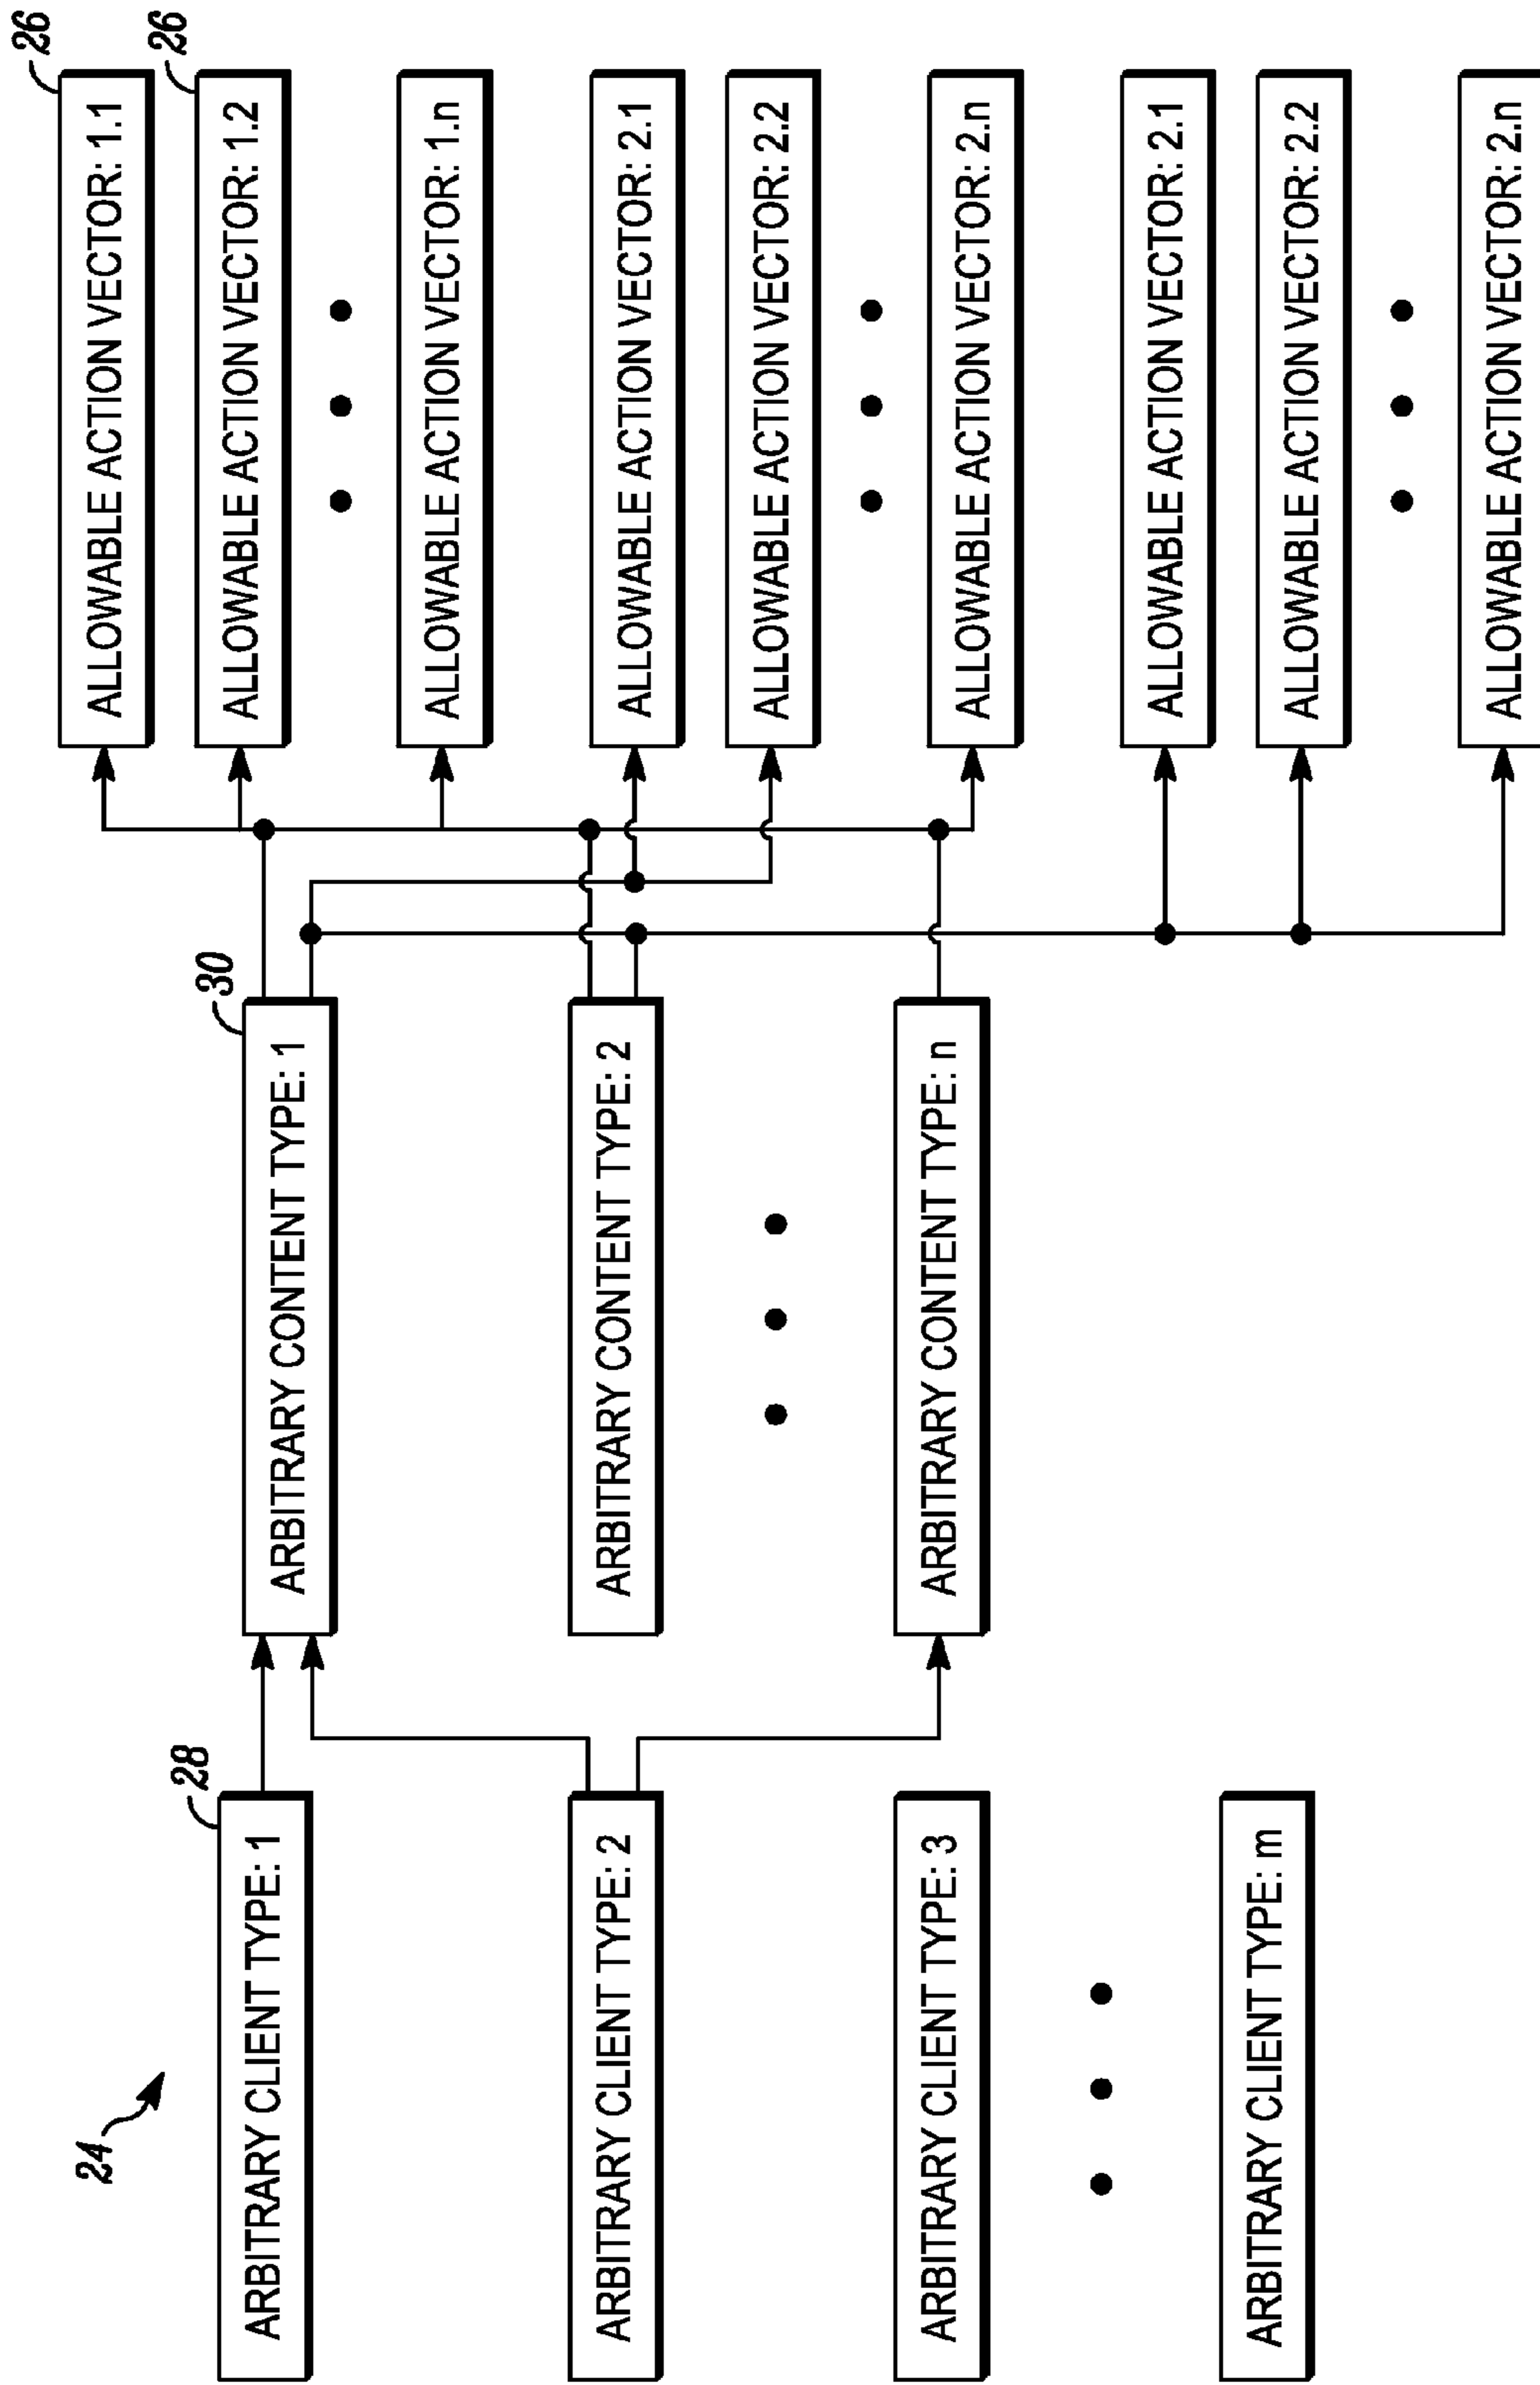 24
28
ARBITRARY CLIENT TYPE: 1
ARBITRARY CLIENT TYPE: 2
ARBITRARY CLIENT TYPE: 3
ARBITRARY CLIENT TYPE: m
30
ARBITRARY CONTENT TYPE: 1
ARBITRARY CONTENT TYPE: 2
ARBITRARY CONTENT TYPE: n
26
ALLOWABLE ACTION VECTOR: 1.1
26
ALLOWABLE ACTION VECTOR: 1.2
ALLOWABLE ACTION VECTOR: 1.n
ALLOWABLE ACTION VECTOR: 2.1
ALLOWABLE ACTION VECTOR: 2.2
ALLOWABLE ACTION VECTOR: 2.n
ALLOWABLE ACTION VECTOR: 2.1
ALLOWABLE ACTION VECTOR: 2.2
ALLOWABLE ACTION VECTOR: 2.n